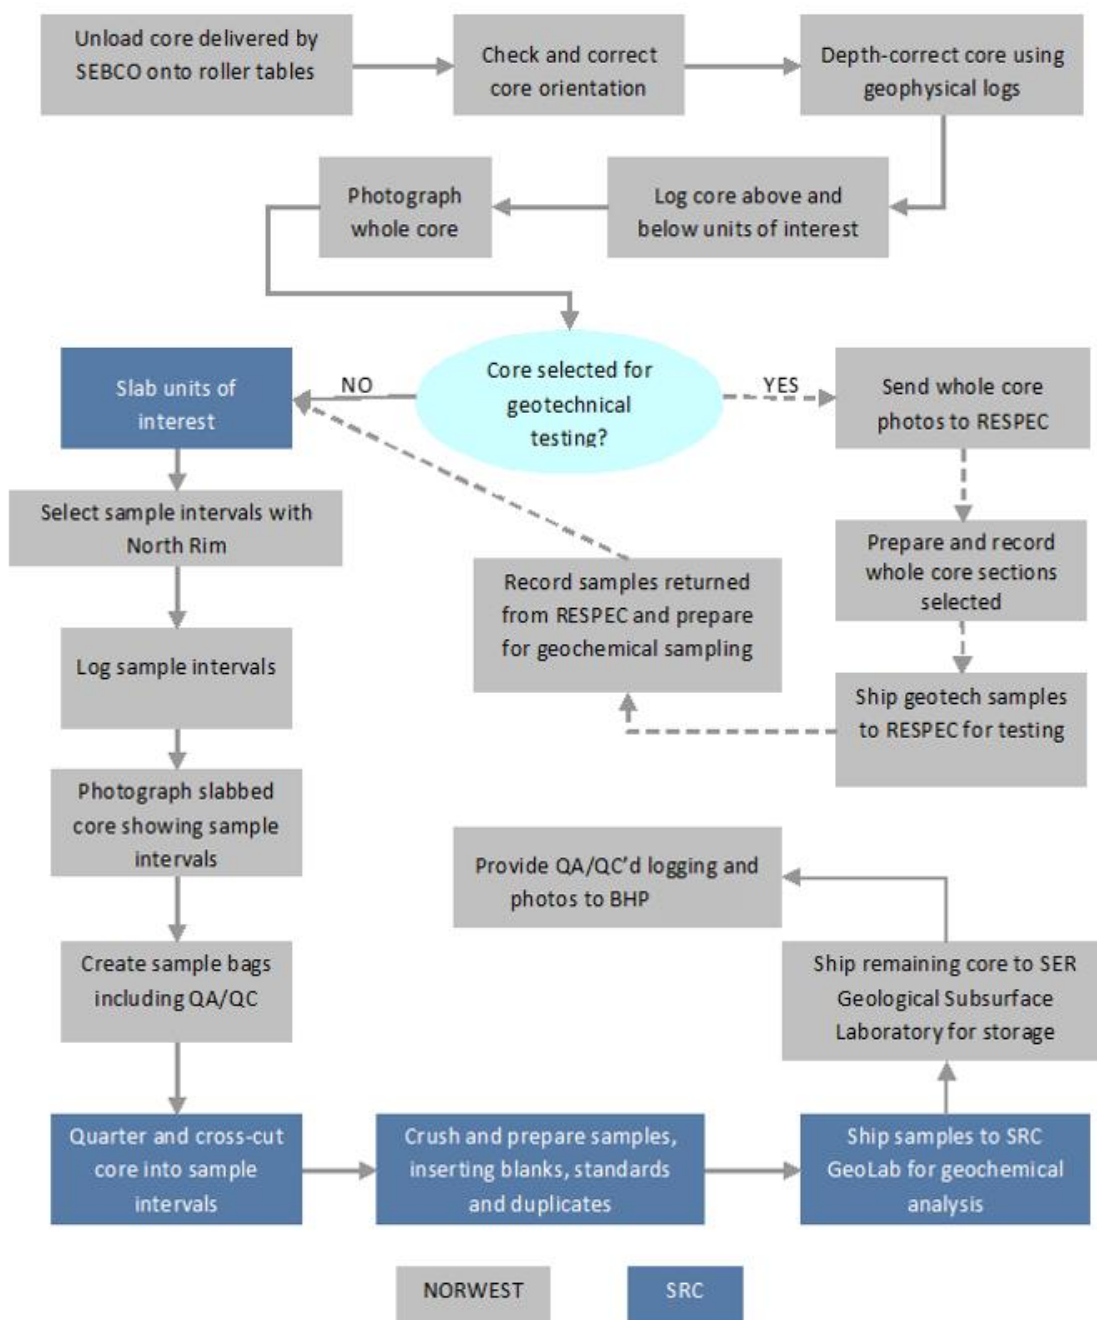 Unload core delivered by
SEBCO onto roller tables
Check and correct
core orientation
Depth-correct core using
geophysical logs
Photograph
whole core
Log core above and
below units of interest
Slab units of
interest
NO
Core selected for
geotechnical
testing?
YES
Send whole core
photos to RESPEC
Select sample intervals with
North Rim
Prepare and record
whole core sections
selected
Record samples returned
from RESPEC and prepare
for geochemical sampling
Log sample intervals
Ship geotech samples
to RESPEC for testing
Photograph slabbed
core showing sample
intervals
Provide QA/QC’d logging and
photos to BHP
Create sample bags
including QA/QC
Ship remaining core to SER
Geological Subsurface
Laboratory for storage
Quarter and cross-cut
core into sample
intervals
Crush and prepare samples,
inserting blanks, standards
and duplicates
Ship samples to SRC
GeoLab for geochemical
analysis
NORWEST
SRC